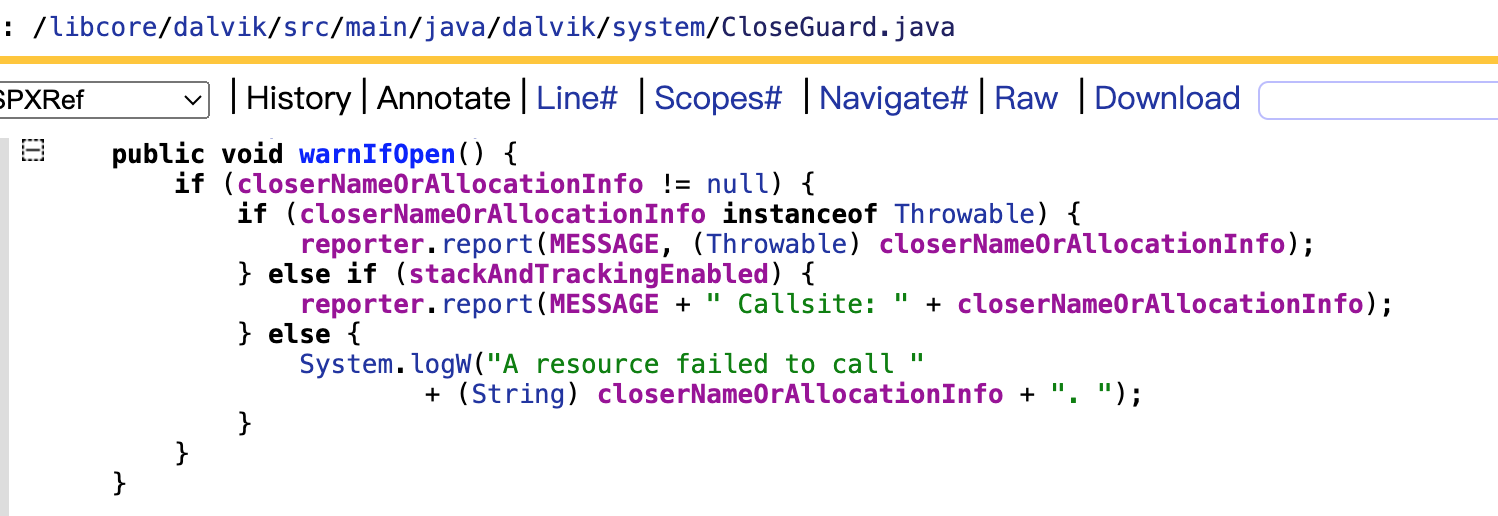 : /libcore/dalvik/src/main/java/dalvik/system/CloseGuard.java
SPXRef | History | Annotate | Line# | Scopes# | Navigate# | Raw | Download
public void warnIfOpen() {
if (closerNameOrAllocationInfo != null) {
if (closerNameOrAllocationInfo instanceof Throwable) {
reporter.report(MESSAGE, (Throwable) closerNameOrAllocationInfo);
} else if (stackAndTrackingEnabled) {
reporter.report(MESSAGE + " Callsite: " + closerNameOrAllocationInfo);
} else {
System.logW("A resource failed to call "
+ (String) closerNameOrAllocationInfo + ". ");
}
}
}